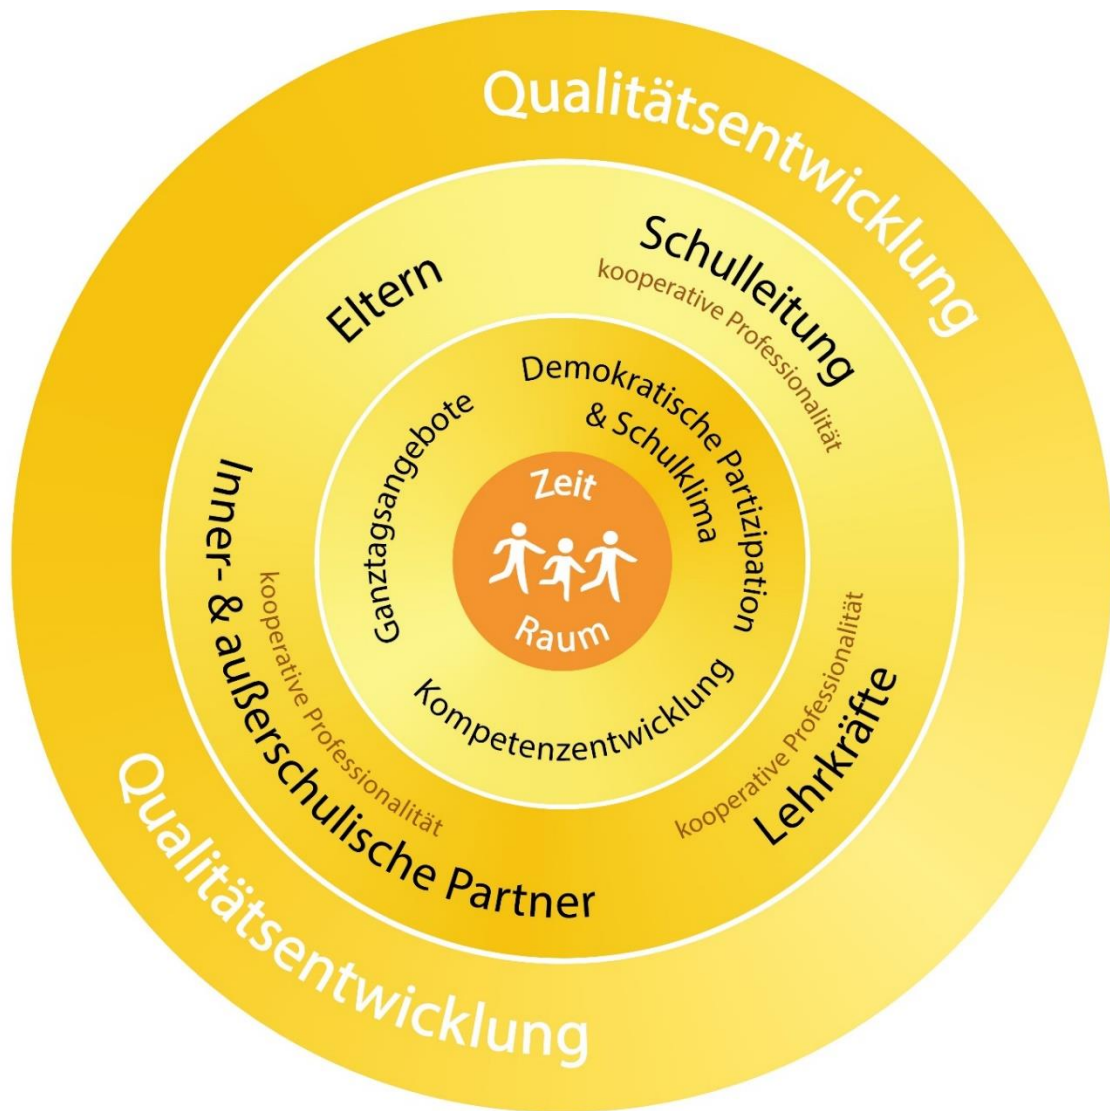 Qualitätsentwicklung
Schulleitung
kooperative Professionalität
Eltern
Demokratische Partizipation
& Schulklima
Ganztagsangebote
Zeit
Raum
Kompetenzentwicklung
Inner- & außerschulische Partner
kooperative Professionalität
Lehrkräfte
kooperative Professionalität
Qualitätsentwicklung